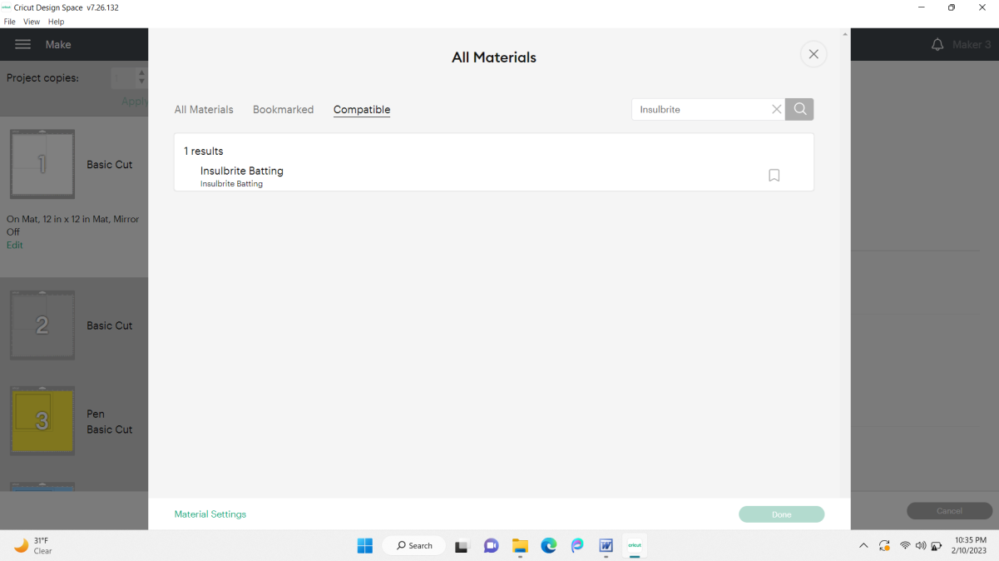 cricut Cricut Design Space v7.26.132
File View Help
Make
Maker 3
All Materials
Project copies:
Apply
All Materials Bookmarked Compatible
Insulbrite
1 results
Insulbrite Batting
Insulbrite Batting
1
Basic Cut
On Mat, 12 in x 12 in Mat, Mirror
Off
Edit
2
Basic Cut
3
Pen
Basic Cut
Material Settings
Done
Cancel
31°F
Clear
Search
W
cricut
10:35 PM
2/10/2023